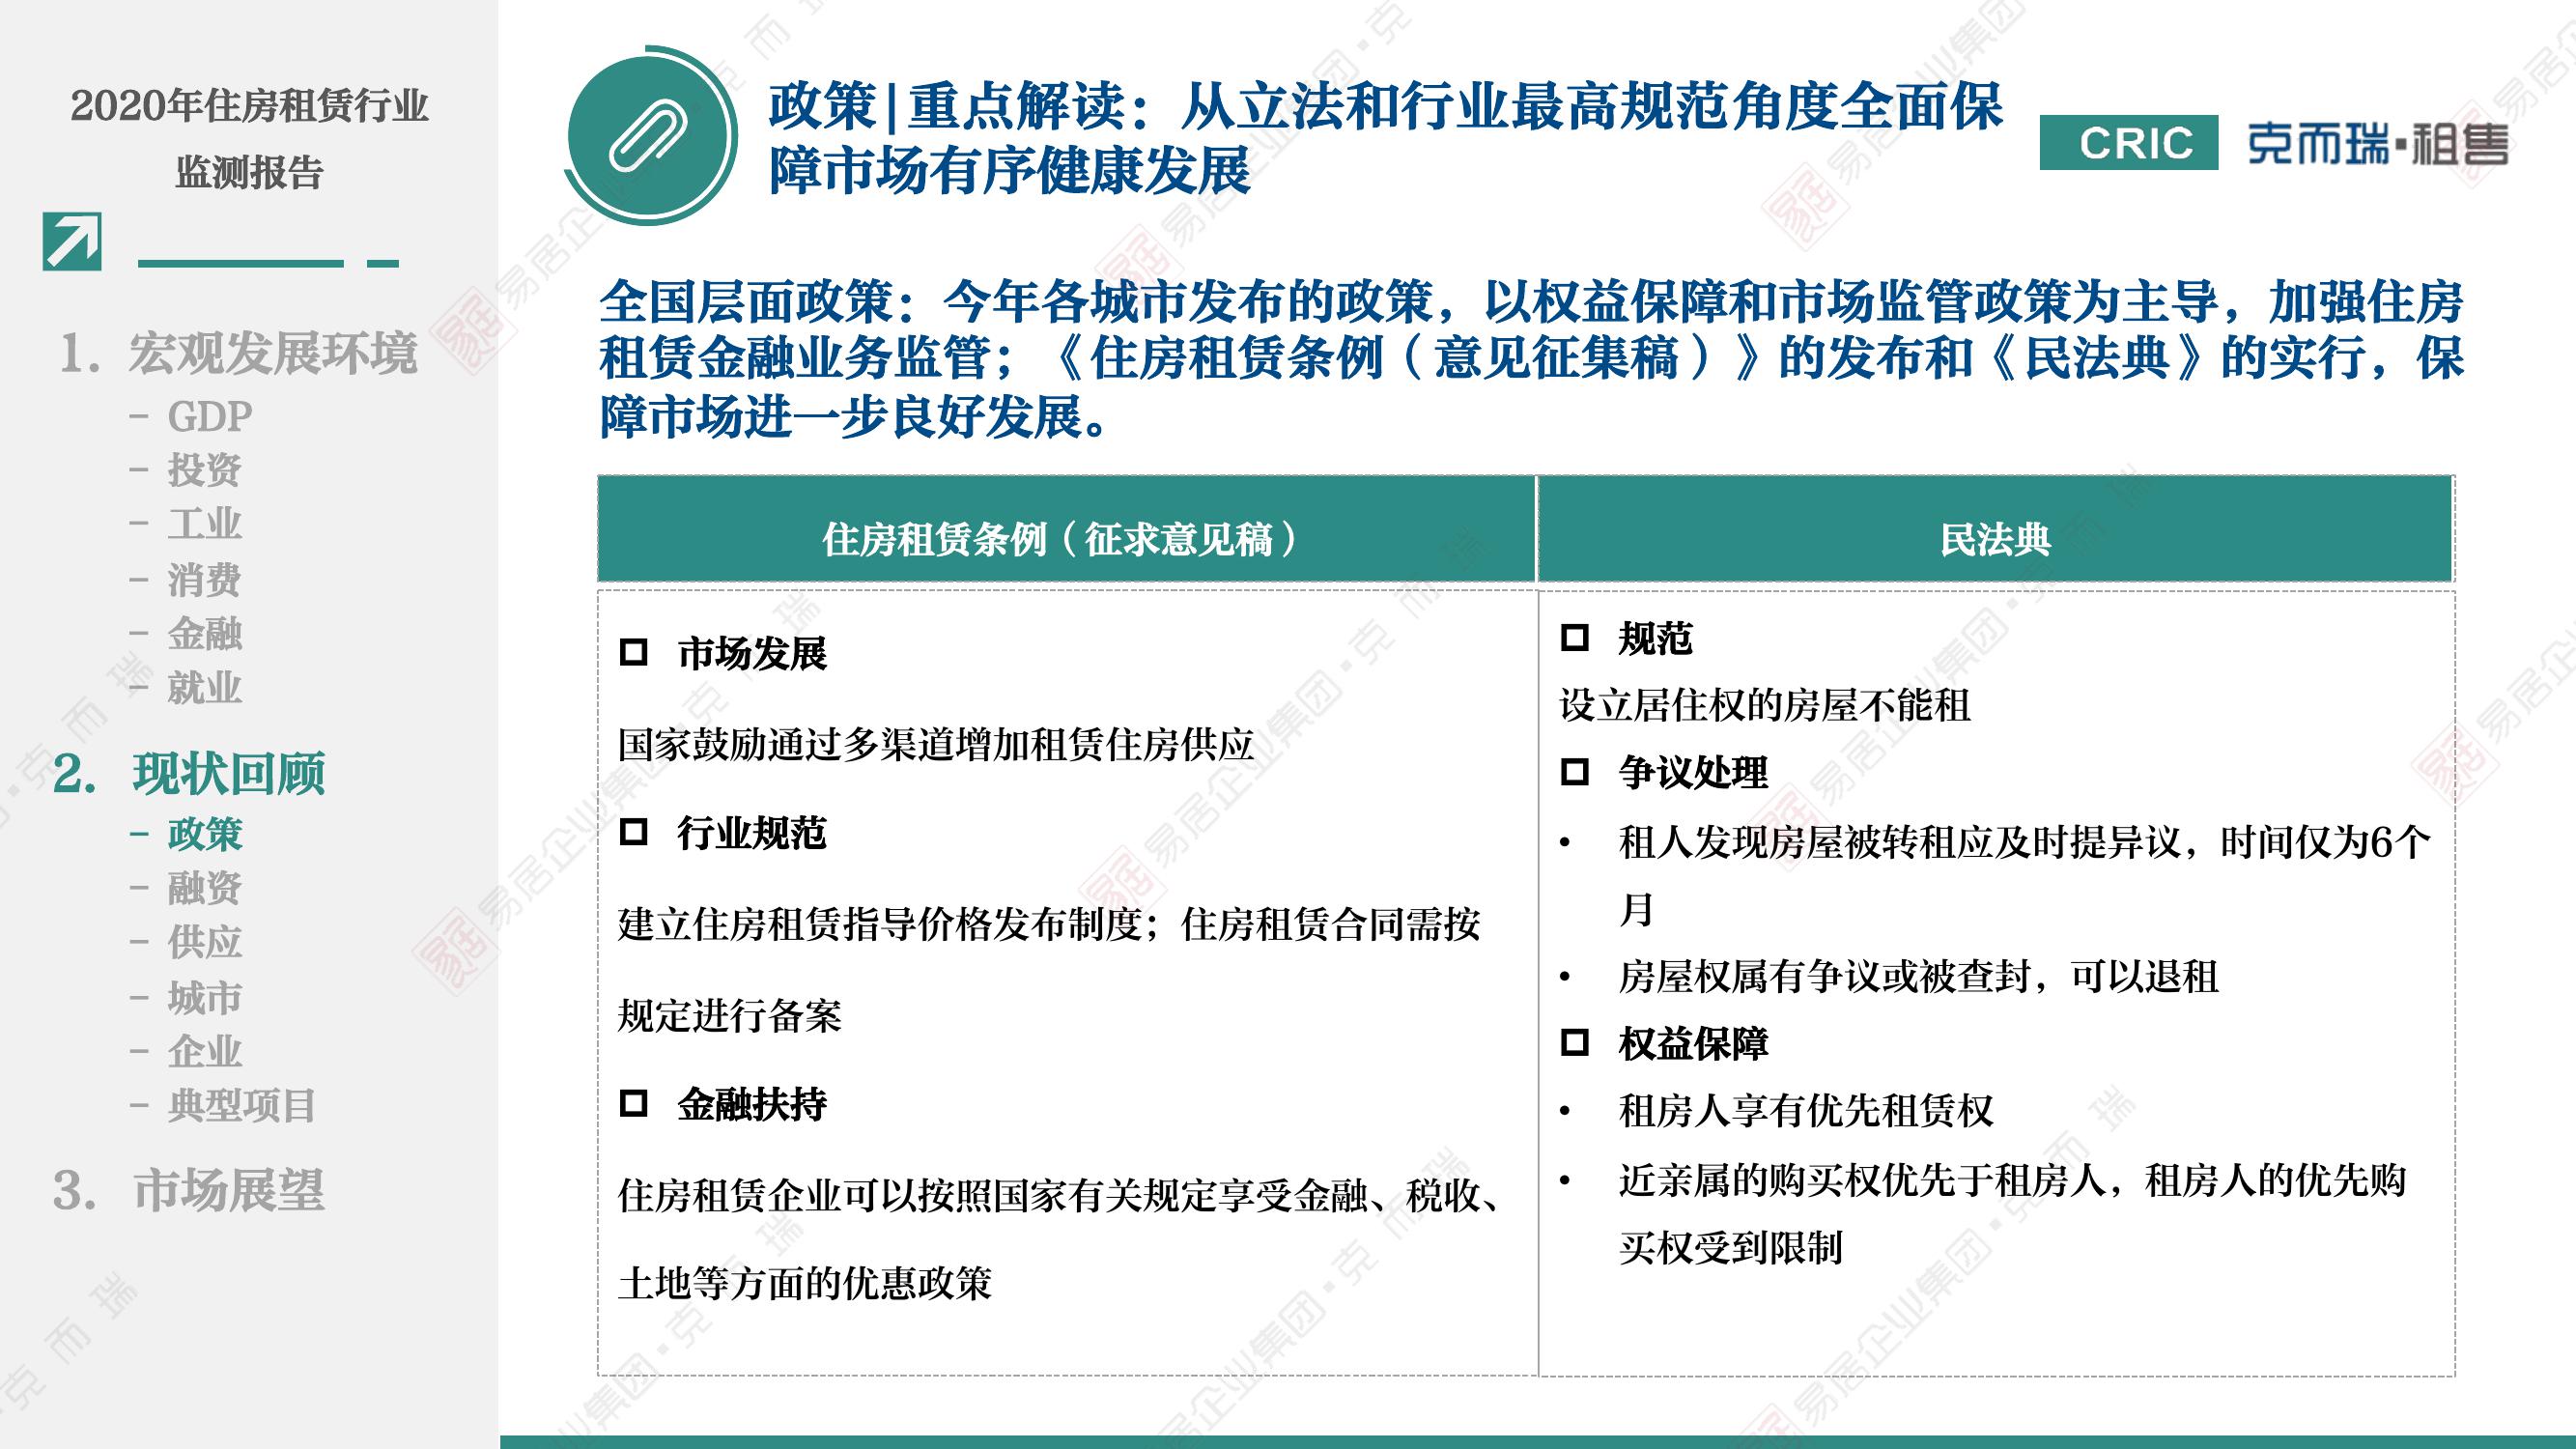 2020年住房租赁行业
监测报告
1. 宏观发展环境
– GDP
– 投资
– 工业
– 消费
– 金融
– 就业
2. 现状回顾
– 政策
– 融资
– 供应
– 城市
– 企业
– 典型项目
3. 市场展望
政策|重点解读：从立法和行业最高规范角度全面保
障市场有序健康发展
CRIC 克而瑞·租售
全国层面政策：今年各城市发布的政策，以权益保障和市场监管政策为主导，加强住房
租赁金融业务监管；《住房租赁条例（意见征集稿）》的发布和《民法典》的实行，保
障市场进一步良好发展。
住房租赁条例（征求意见稿）
市场发展
国家鼓励通过多渠道增加租赁住房供应
行业规范
建立住房租赁指导价格发布制度；住房租赁合同需按
规定进行备案
金融扶持
住房租赁企业可以按照国家有关规定享受金融、税收、
土地等方面的优惠政策
民法典
规范
设立居住权的房屋不能租
争议处理
• 租人发现房屋被转租应及时提异议，时间仅为6个
月
• 房屋权属有争议或被查封，可以退租
权益保障
• 租房人享有优先租赁权
• 近亲属的购买权优先于租房人，租房人的优先购
买权受到限制
易居企业集团·克而瑞